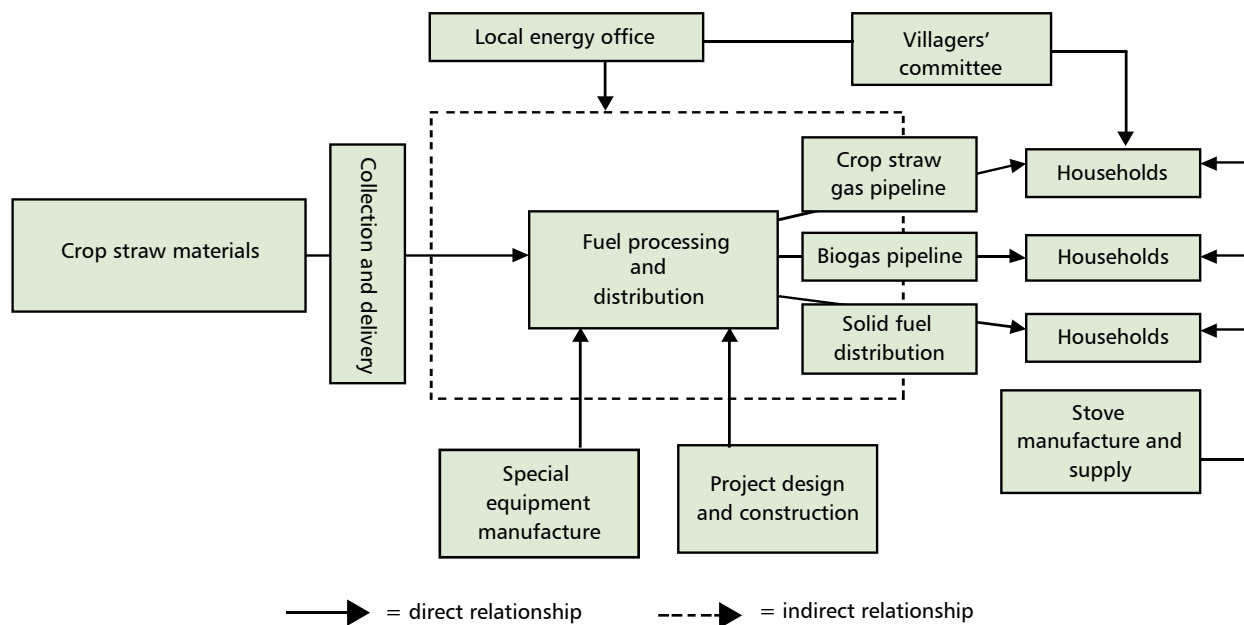 Local energy office
Villagers’
committee
Crop straw materials
Collection and delivery
Fuel processing
and
distribution
Crop straw
gas pipeline
Biogas pipeline
Solid fuel
distribution
Households
Households
Households
Stove
manufacture and
supply
Special
equipment
manufacture
Project design
and construction
= direct relationship
= indirect relationship